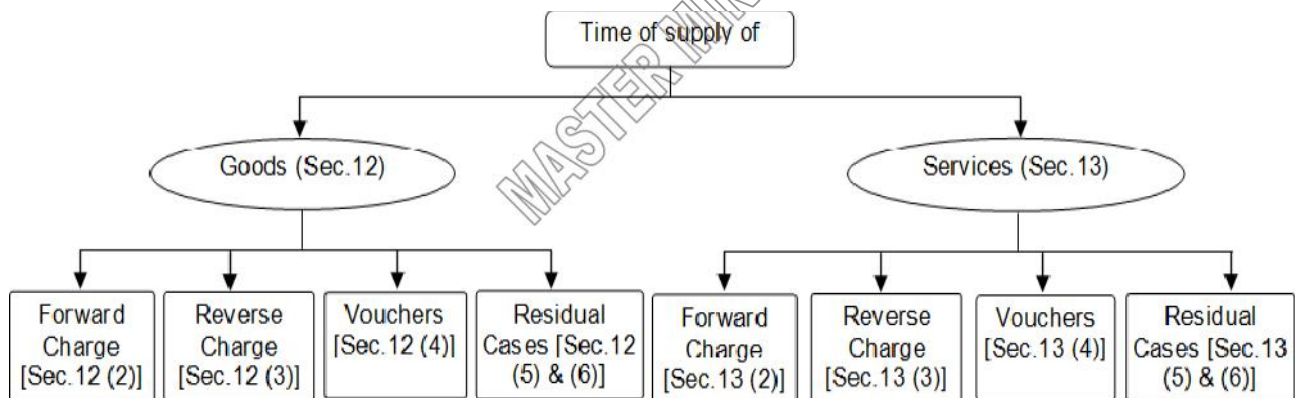 Time of supply of
MASTER MIN
Goods (Sec.12)
Services (Sec.13)
Forward
Charge
[Sec.12 (2)]
Reverse
Charge
[Sec.12 (3)]
Vouchers
[Sec.12 (4)]
Residual
Cases [Sec.12
(5) & (6)]
Forward
Charge
[Sec.13 (2)]
Reverse
Charge
[Sec.13 (3)]
Vouchers
[Sec.13 (4)]
Residual
Cases [Sec.13
(5) & (6)]